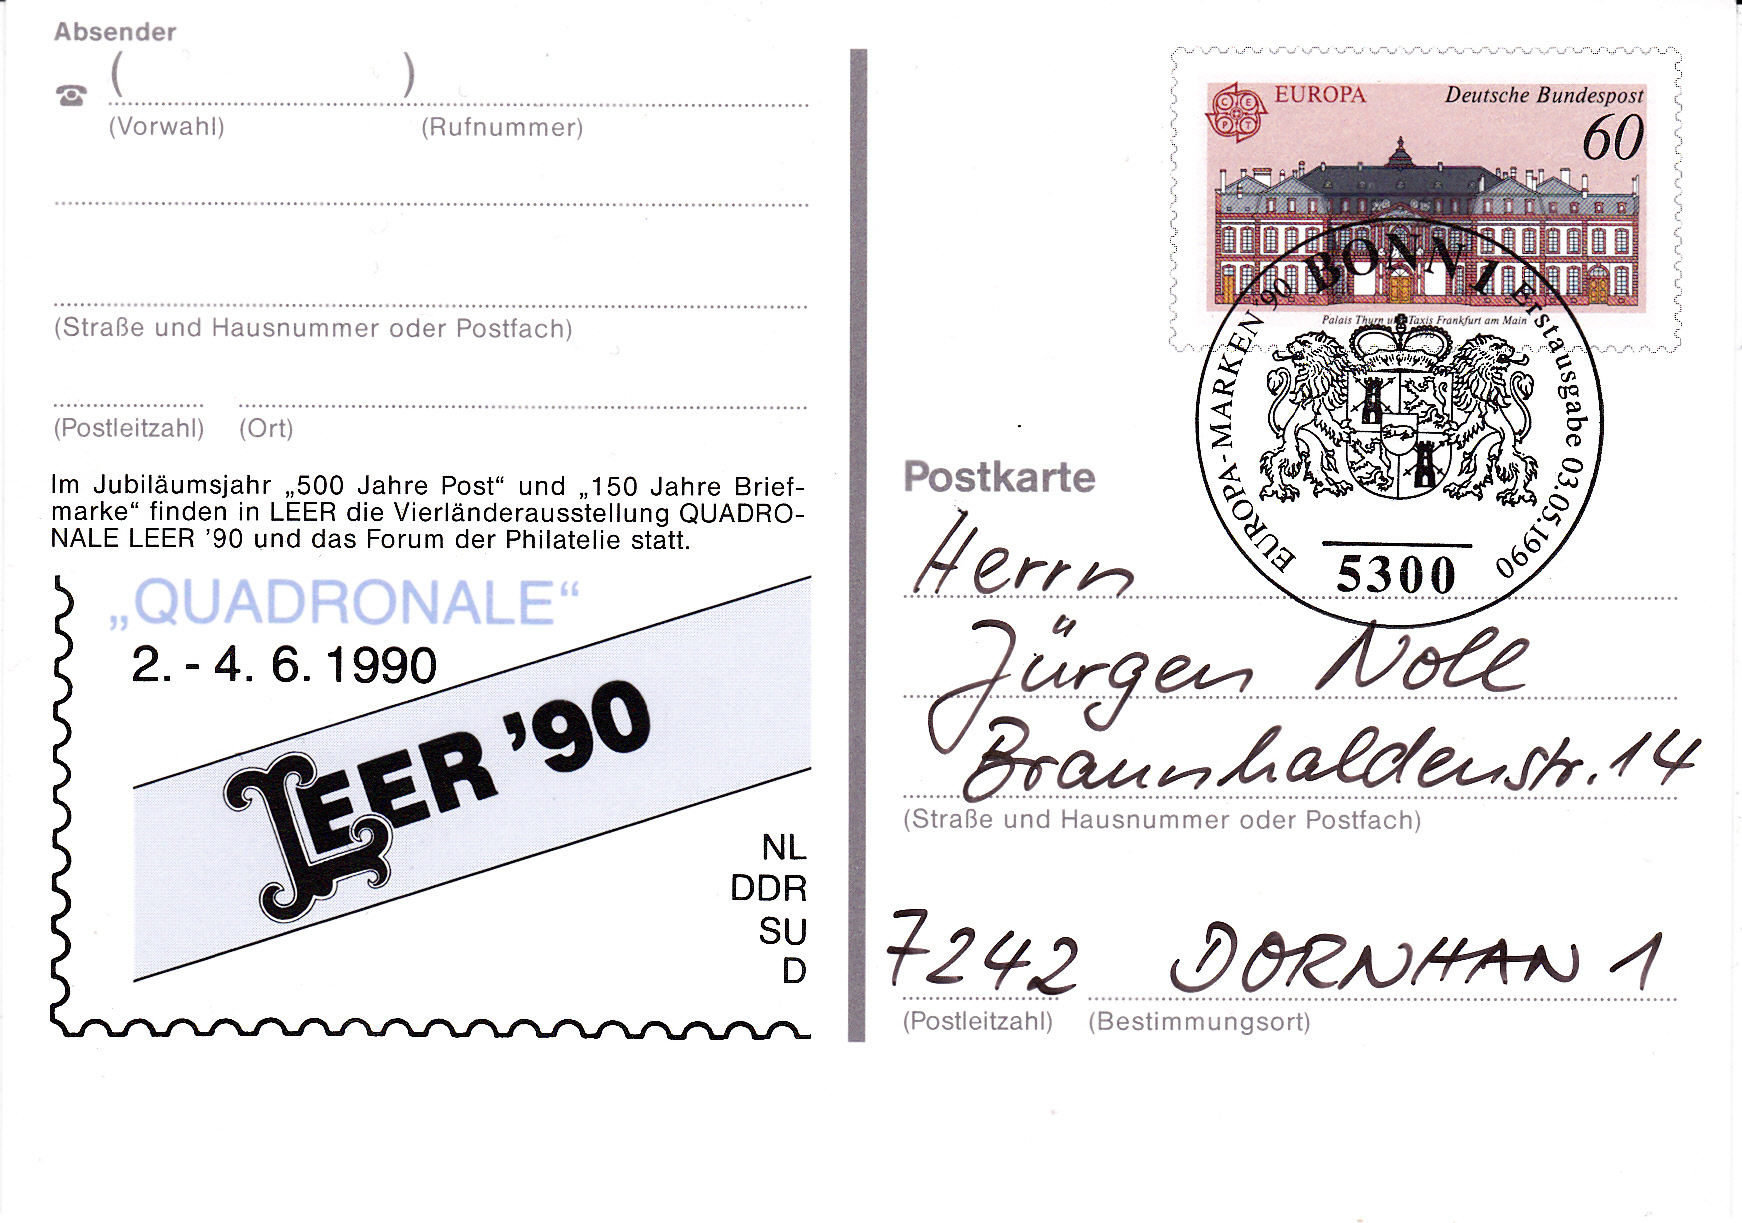 Absender
( )
(Vorwahl) (Rufnummer)
(Straße und Hausnummer oder Postfach)
(Postleitzahl) (Ort)
Im Jubiläumsjahr „500 Jahre Post“ und „150 Jahre Brief-
marke“ finden in LEER die Vierländerausstellung QUADRO-
NALE LEER '90 und das Forum der Philatelie statt.
„QUADRONALE“
2. - 4. 6. 1990
LEER '90
NL
DDR
SU
D
CEPT
EUROPA Deutsche Bundespost
60
Palais Thurn und Taxis Frankfurt am Main
BONN 1
EUROPA-MARKEN '90
Erstausgabe 03.05.1990
5300
Postkarte
Herrn
Jürgen Noll
Braunhaldenstr. 14
(Straße und Hausnummer oder Postfach)
7242 DORNHAN 1
(Postleitzahl) (Bestimmungsort)